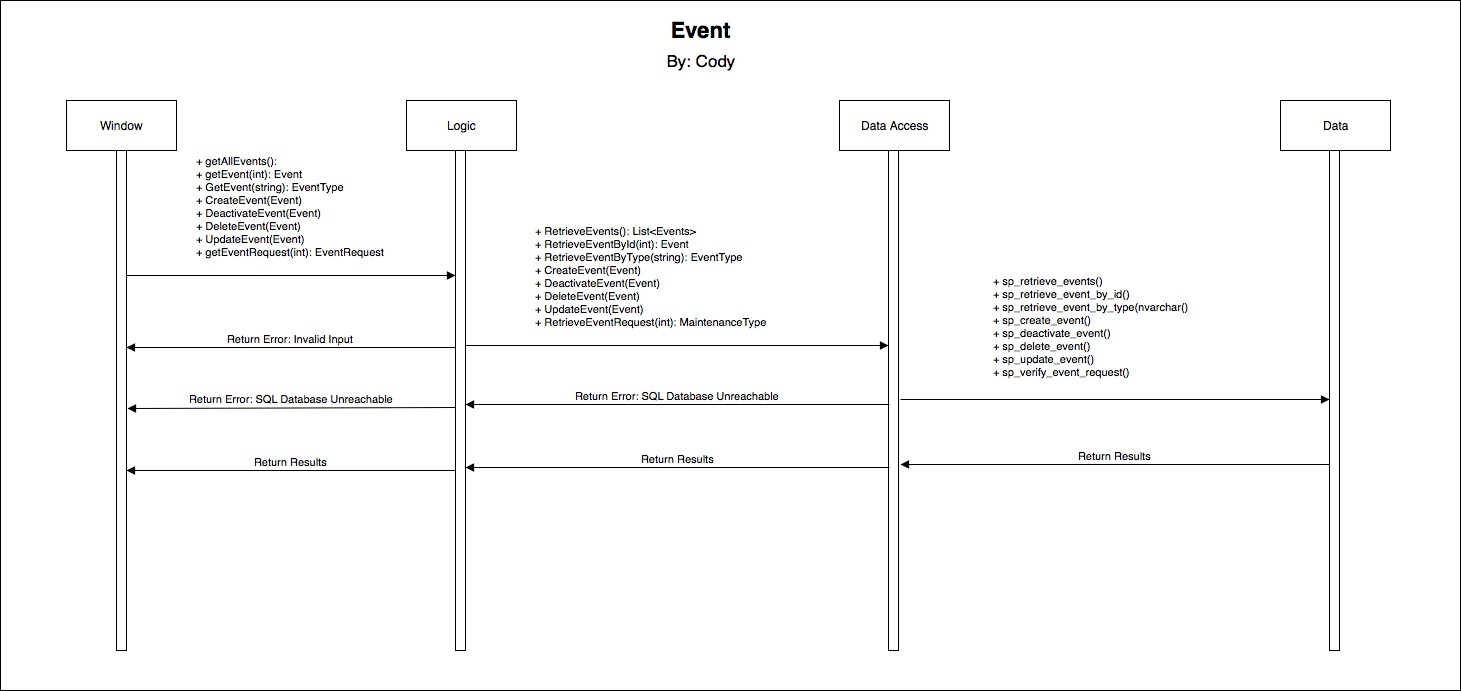 Event
By: Cody
Window
Logic
Data Access
Data
+ getAllEvents():
+ getEvent(int): Event
+ GetEvent(string): EventType
+ CreateEvent(Event)
+ DeactivateEvent(Event)
+ DeleteEvent(Event)
+ UpdateEvent(Event)
+ getEventRequest(int): EventRequest
+ RetrieveEvents(): List<Events>
+ RetrieveEventById(int): Event
+ RetrieveEventByType(string): EventType
+ CreateEvent(Event)
+ DeactivateEvent(Event)
+ DeleteEvent(Event)
+ UpdateEvent(Event)
+ RetrieveEventRequest(int): MaintenanceType
+ sp_retrieve_events()
+ sp_retrieve_event_by_id()
+ sp_retrieve_event_by_type(nvarchar()
+ sp_create_event()
+ sp_deactivate_event()
+ sp_delete_event()
+ sp_update_event()
+ sp_verify_event_request()
Return Error: Invalid Input
Return Error: SQL Database Unreachable
Return Error: SQL Database Unreachable
Return Results
Return Results
Return Results